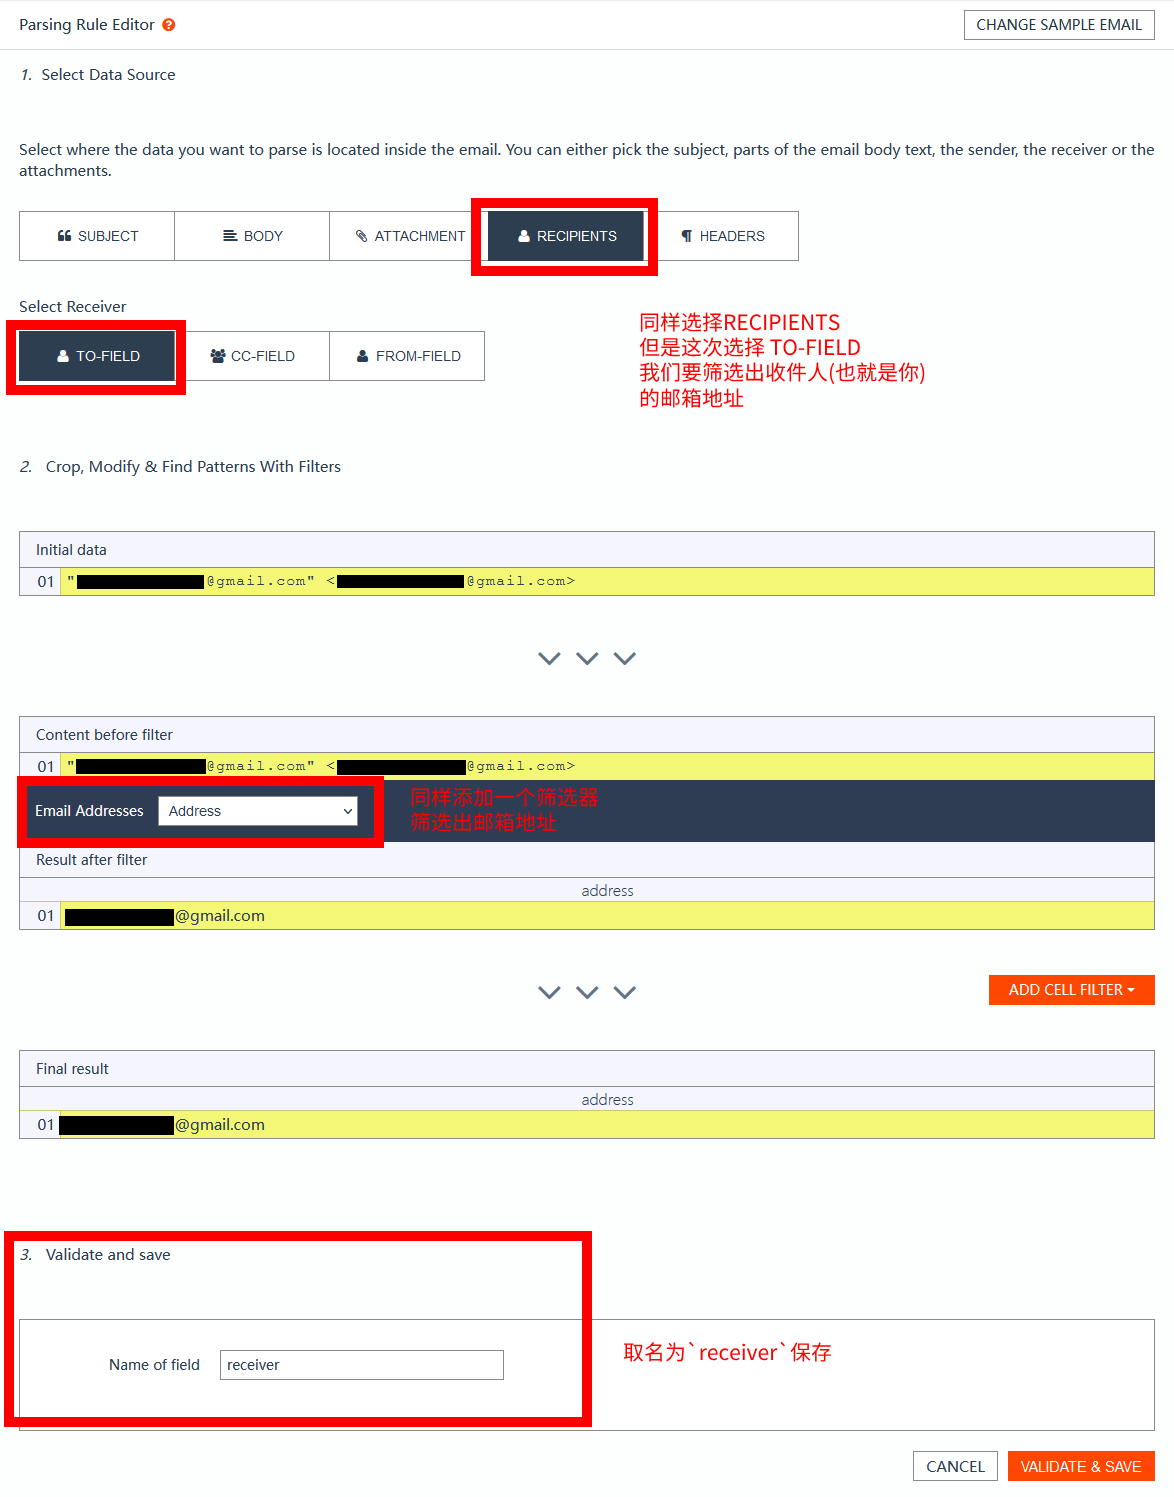 Parsing Rule Editor ?
CHANGE SAMPLE EMAIL
1. Select Data Source
Select where the data you want to parse is located inside the email. You can either pick the subject, parts of the email body text, the sender, the receiver or the
attachments.
SUBJECT
BODY
ATTACHMENT
RECIPIENTS
HEADERS
Select Receiver
TO-FIELD
CC-FIELD
FROM-FIELD
同样选择RECIPIENTS
但是这次选择 TO-FIELD
我们要筛选出收件人(也就是你)
的邮箱地址
2. Crop, Modify & Find Patterns With Filters
Initial data
01 "@gmail.com" <@gmail.com>
Content before filter
01 "@gmail.com" <@gmail.com>
Email Addresses Address
同样添加一个筛选器
筛选出邮箱地址
Result after filter
address
01 @gmail.com
ADD CELL FILTER
Final result
address
01 @gmail.com
3. Validate and save
Name of field receiver
取名为`receiver`保存
CANCEL
VALIDATE & SAVE